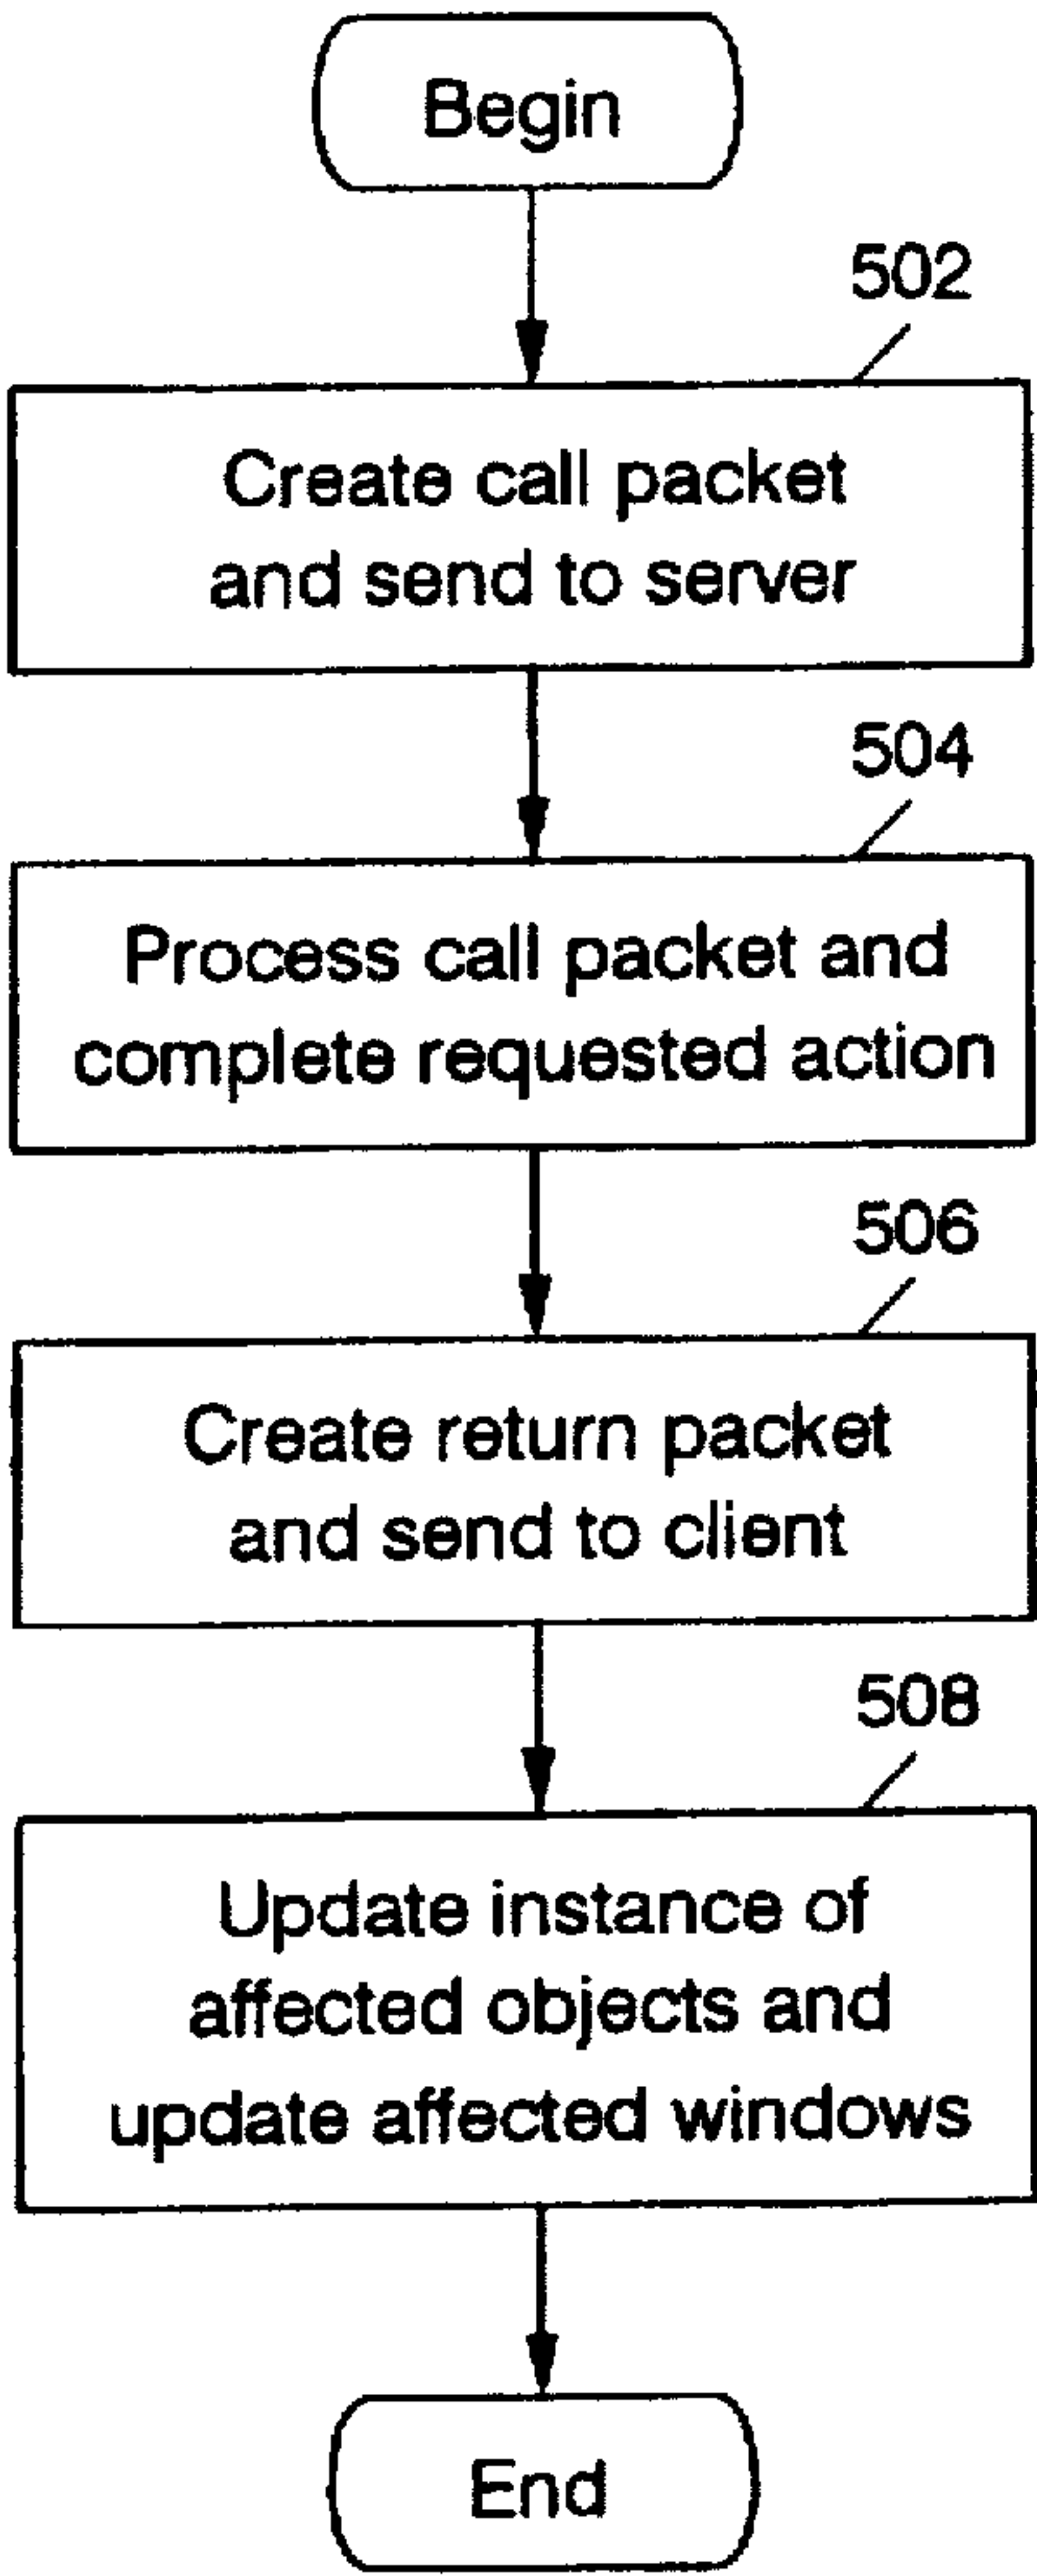 Begin
502
Create call packet
and send to server
504
Process call packet and
complete requested action
506
Create return packet
and send to client
508
Update instance of
affected objects and
update affected windows
End